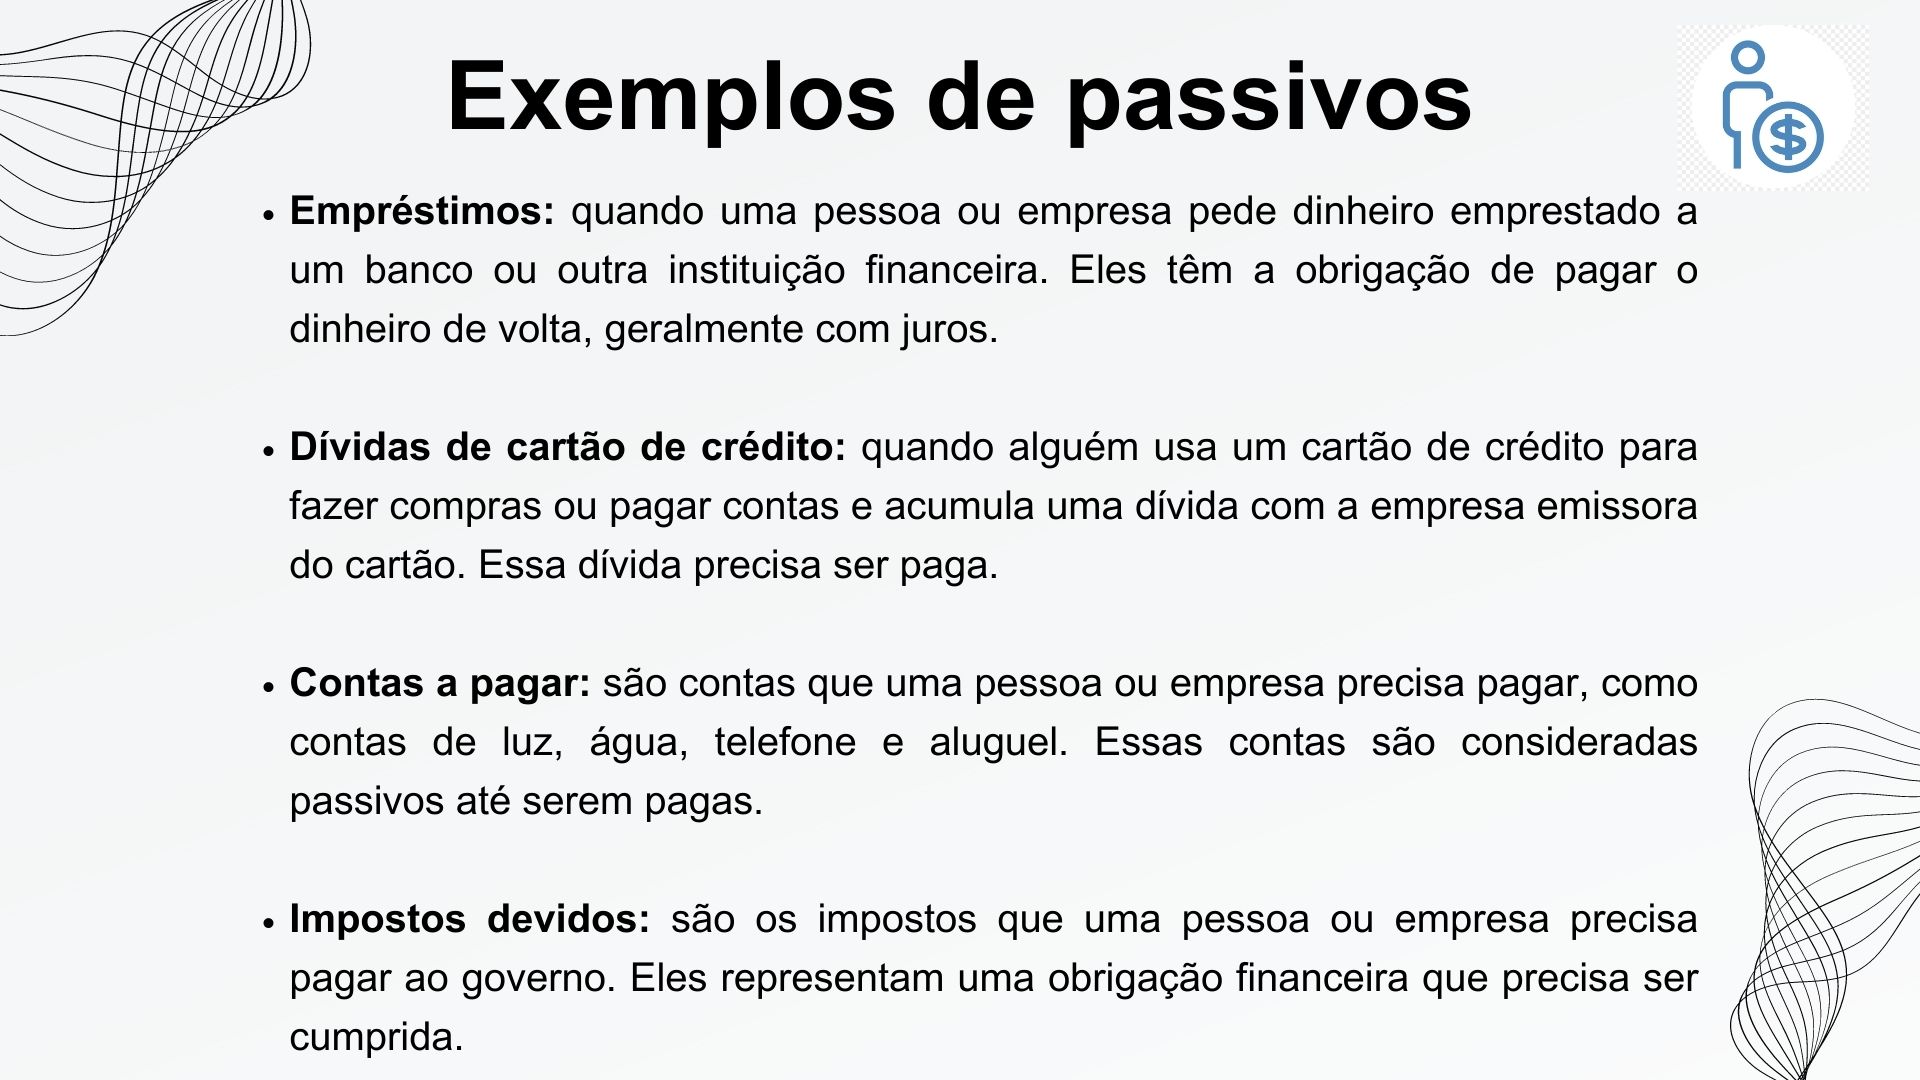 Exemplos de passivos
• Empréstimos: quando uma pessoa ou empresa pede dinheiro emprestado a
um banco ou outra instituição financeira. Eles têm a obrigação de pagar o
dinheiro de volta, geralmente com juros.
• Dívidas de cartão de crédito: quando alguém usa um cartão de crédito para
fazer compras ou pagar contas e acumula uma dívida com a empresa emissora
do cartão. Essa dívida precisa ser paga.
• Contas a pagar: são contas que uma pessoa ou empresa precisa pagar, como
contas de luz, água, telefone e aluguel. Essas contas são consideradas
passivos até serem pagas.
• Impostos devidos: são os impostos que uma pessoa ou empresa precisa
pagar ao governo. Eles representam uma obrigação financeira que precisa ser
cumprida.